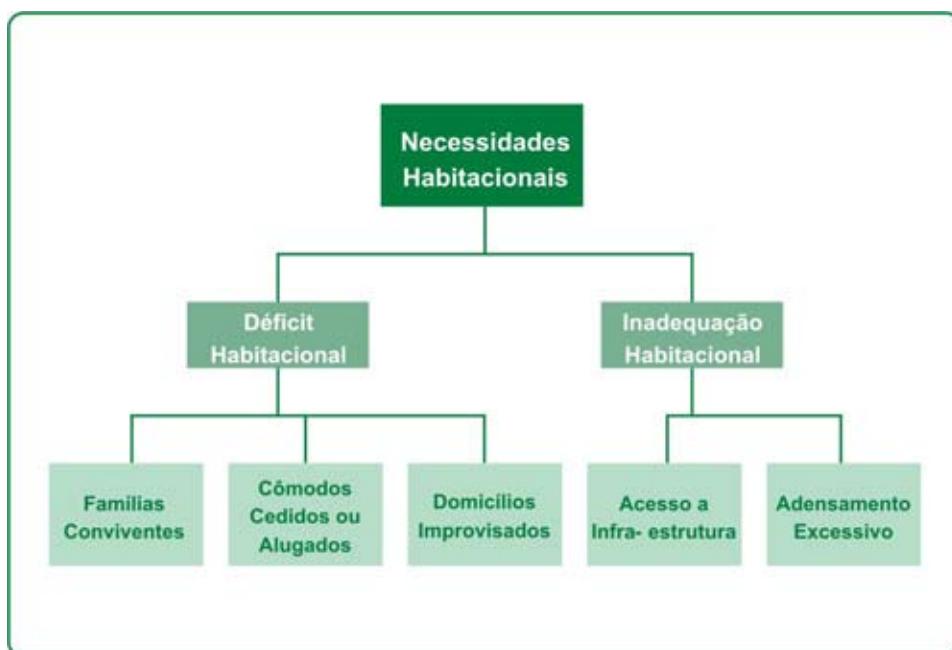 Necessidades
Habitacionais
Déficit
Habitacional
Inadequação
Habitacional
Famílias
Conviventes
Cômodos
Cedidos ou
Alugados
Domicílios
Improvisados
Acesso a
Infra- estrutura
Adensamento
Excessivo